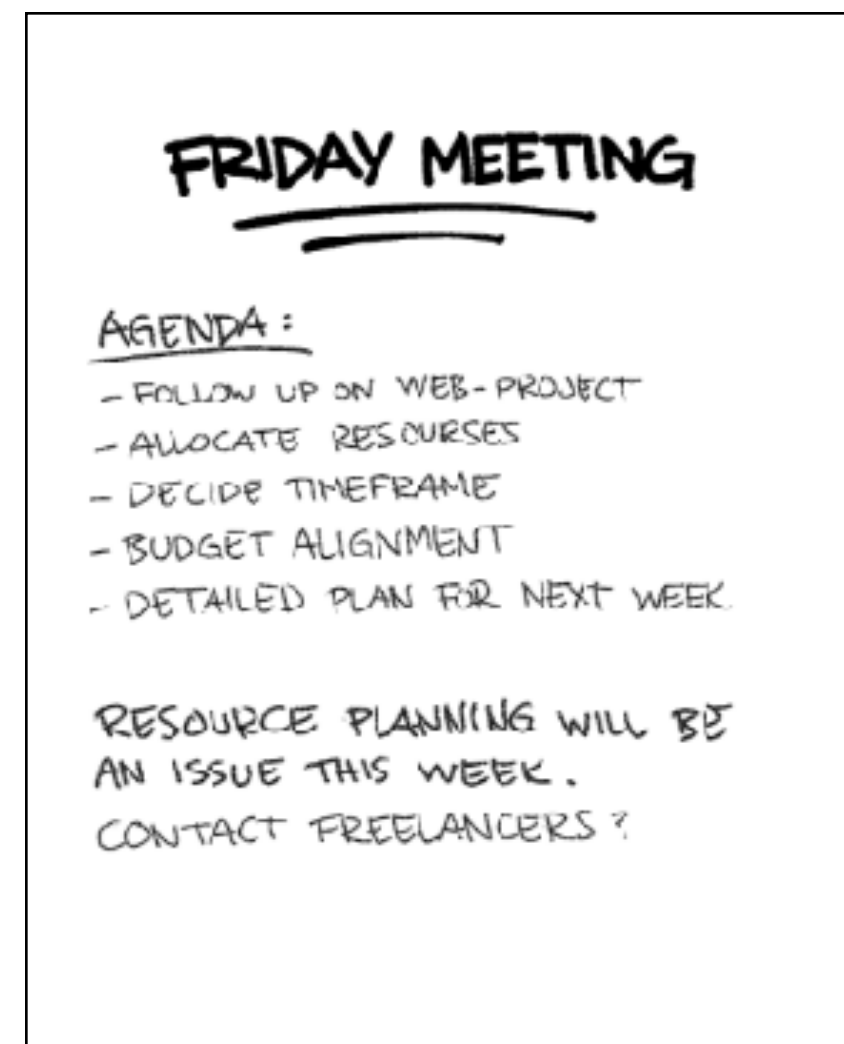 FRIDAY MEETING
AGENDA:
- FOLLOW UP ON WEB-PROJECT
- ALLOCATE RESOURSES
- DECIDE TIMEFRAME
- BUDGET ALIGNMENT
- DETAILED PLAN FOR NEXT WEEK.
RESOURCE PLANNING WILL BE
AN ISSUE THIS WEEK.
CONTACT FREELANCERS?